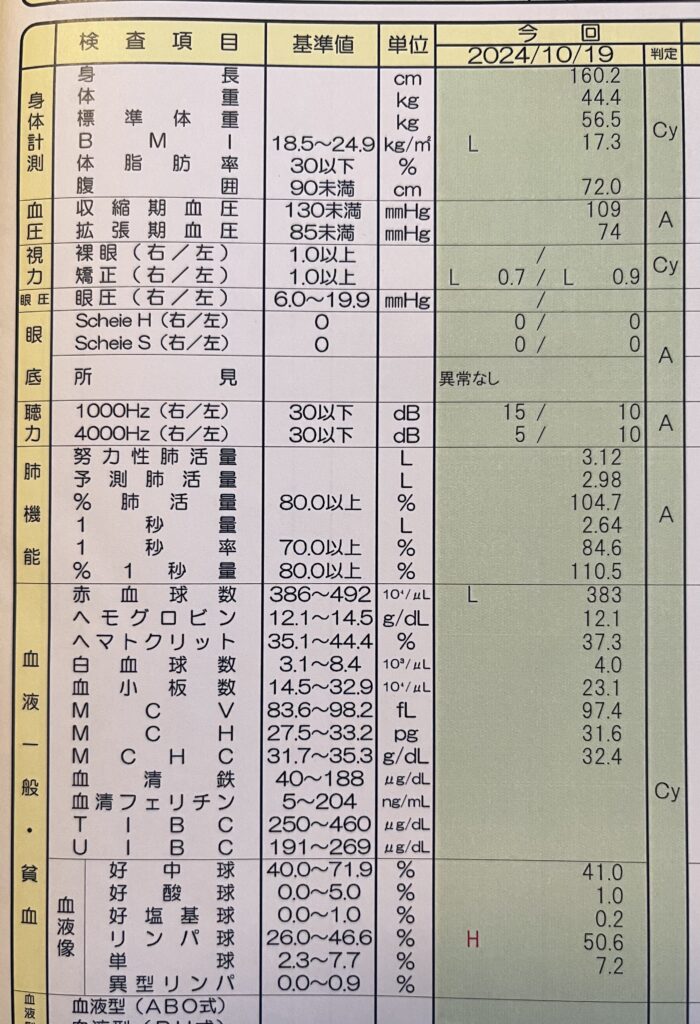 検査項目 基準値 単位 今回
2024/10/19 判定
身体計測 身長 cm 160.2 Cy
体重 kg 44.4
標準体重 kg 56.5
BMI 18.5〜24.9 kg/㎡ L 17.3
体脂肪率 30以下 %
腹囲 90未満 cm 72.0
血圧 収縮期血圧 130未満 mmHg 109 A
拡張期血圧 85未満 mmHg 74
視力 裸眼(右/左) 1.0以上 / Cy
矯正(右/左) 1.0以上 L 0.7 / L 0.9
眼圧 眼圧(右/左) 6.0〜19.9 mmHg /
眼底 Scheie H(右/左) 0 0 / 0 A
Scheie S(右/左) 0 0 / 0
所見 異常なし
聴力 1000Hz(右/左) 30以下 dB 15 / 10 A
4000Hz(右/左) 30以下 dB 5 / 10
肺機能 努力性肺活量 L 3.12 A
予測肺活量 L 2.98
%肺活量 80.0以上 % 104.7
1秒量 L 2.64
1秒率 70.0以上 % 84.6
%1秒量 80.0以上 % 110.5
血液一般・貧血 赤血球数 386〜492 10⁴/μL L 383 Cy
ヘモグロビン 12.1〜14.5 g/dL 12.1
ヘマトクリット 35.1〜44.4 % 37.3
白血球数 3.1〜8.4 10³/μL 4.0
血小板数 14.5〜32.9 10⁴/μL 23.1
MCV 83.6〜98.2 fL 97.4
MCH 27.5〜33.2 pg 31.6
MCHC 31.7〜35.3 g/dL 32.4
血清鉄 40〜188 μg/dL
血清フェリチン 5〜204 ng/mL
TIBC 250〜460 μg/dL
UIBC 191〜269 μg/dL
血液像 好中球 40.0〜71.9 % 41.0
好酸球 0.0〜5.0 % 1.0
好塩基球 0.0〜1.0 % 0.2
リンパ球 26.0〜46.6 % H 50.6
単球 2.3〜7.7 % 7.2
異型リンパ 0.0〜0.9 %
血液型(ABO式)